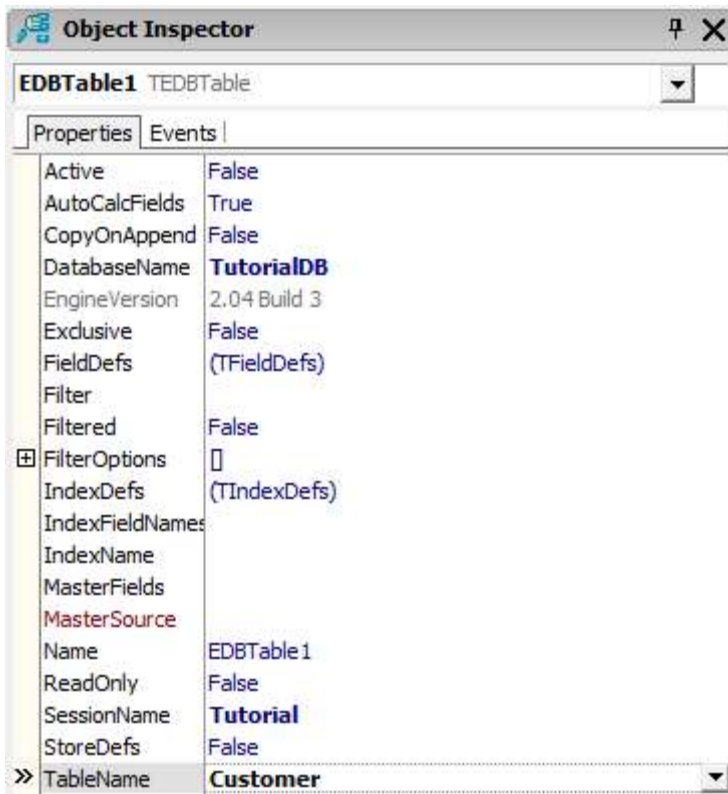 Object Inspector
EDBTable1 TEDBTable
Properties Events
Active False
AutoCalcFields True
CopyOnAppend False
DatabaseName TutorialDB
EngineVersion 2.04 Build 3
Exclusive False
FieldDefs (TFieldDefs)
Filter
Filtered False
FilterOptions []
IndexDefs (TIndexDefs)
IndexFieldNames
IndexName
MasterFields
MasterSource
Name EDBTable1
ReadOnly False
SessionName Tutorial
StoreDefs False
TableName Customer